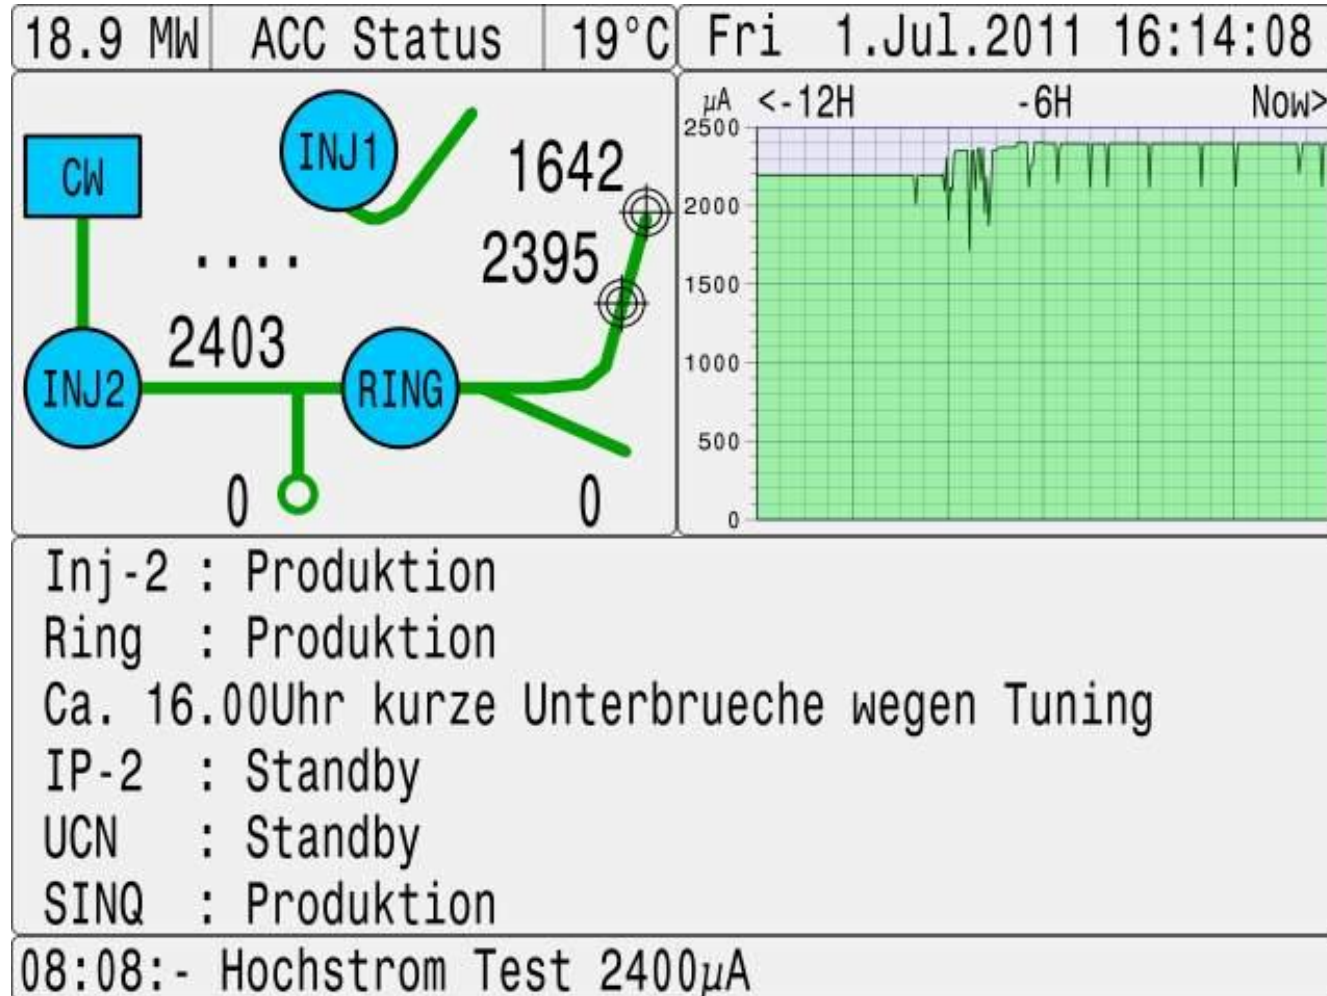 18.9 MW ACC Status 19°C Fri 1.Jul.2011 16:14:08
CW
INJ1
1642
2395
....
2403
INJ2
RING
0
0
µA <-12H -6H Now>
2500
2000
1500
1000
500
0
Inj-2 : Produktion
Ring : Produktion
Ca. 16.00Uhr kurze Unterbrueche wegen Tuning
IP-2 : Standby
UCN : Standby
SINQ : Produktion
08:08:- Hochstrom Test 2400µA